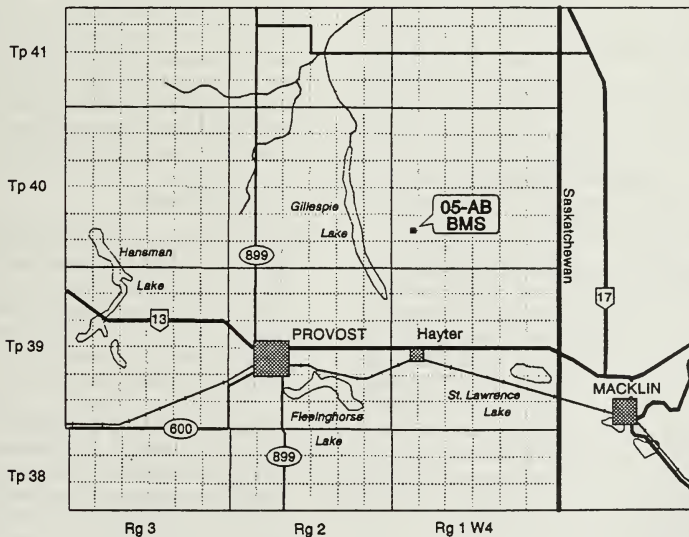 Tp 41
Tp 40
Gillespie
Lake
05-AB
BMS
Saskatchewan
Hansman
Lake
899
17
13
PROVOST
Hayter
Tp 39
MACKLIN
St. Lawrence
Lake
Flesinghorse
Lake
600
899
Tp 38
Rg 3
Rg 2
Rg 1 W4